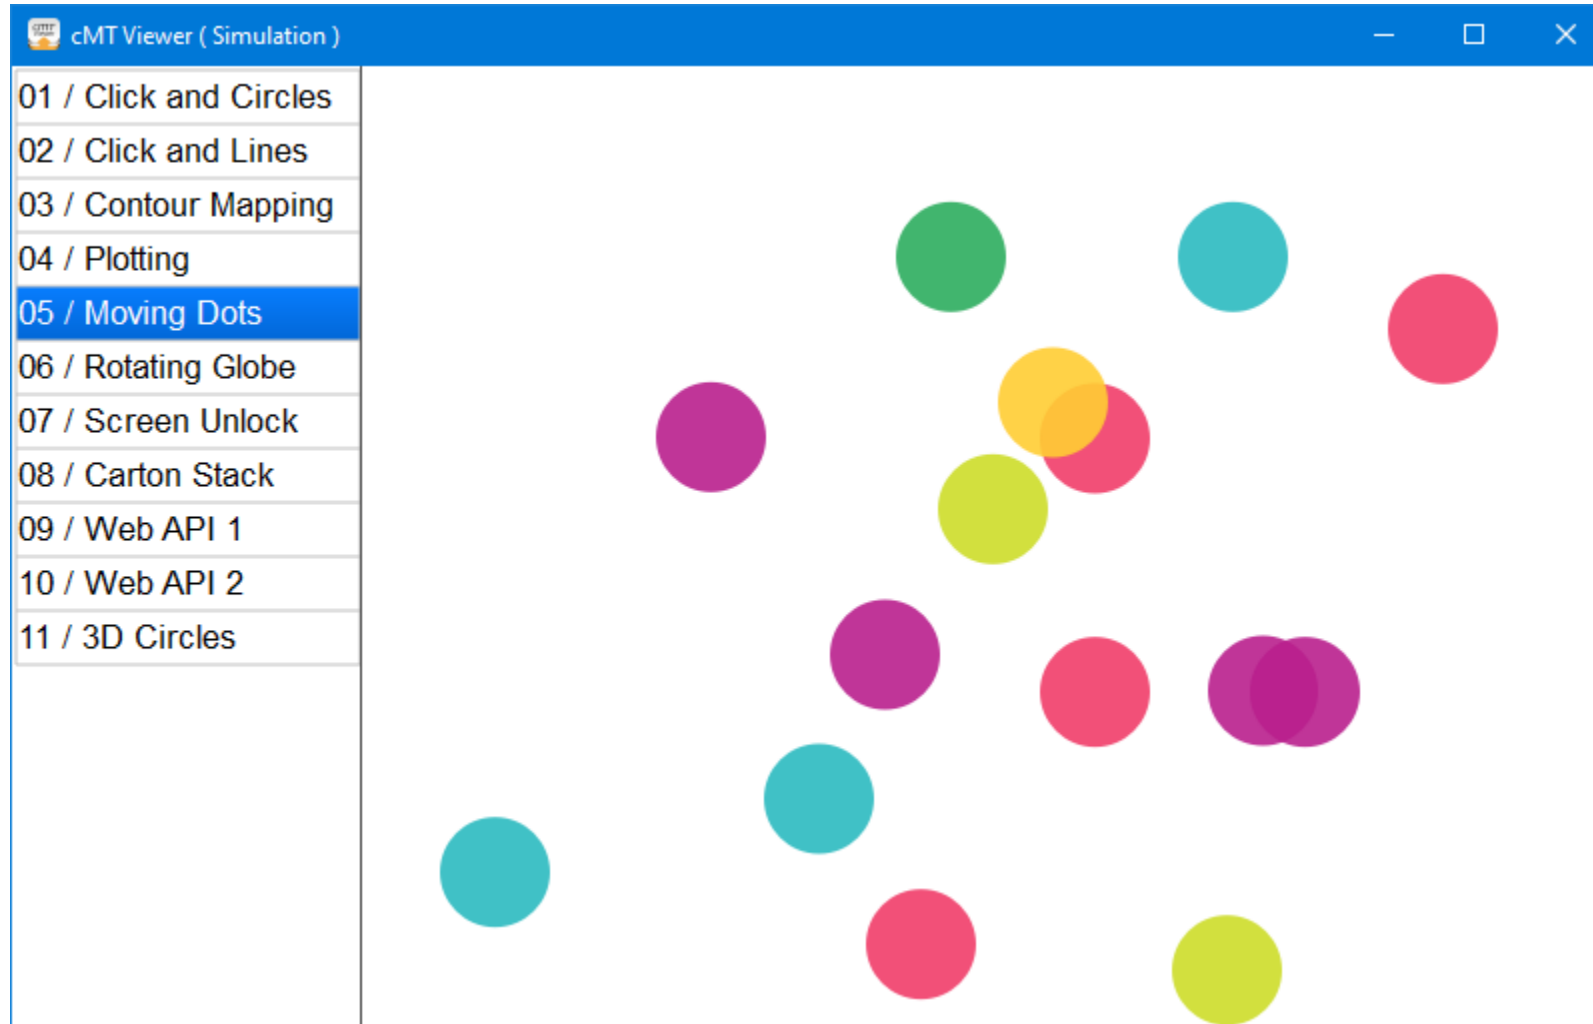 cMT Viewer ( Simulation )
01 / Click and Circles
02 / Click and Lines
03 / Contour Mapping
04 / Plotting
05 / Moving Dots
06 / Rotating Globe
07 / Screen Unlock
08 / Carton Stack
09 / Web API 1
10 / Web API 2
11 / 3D Circles